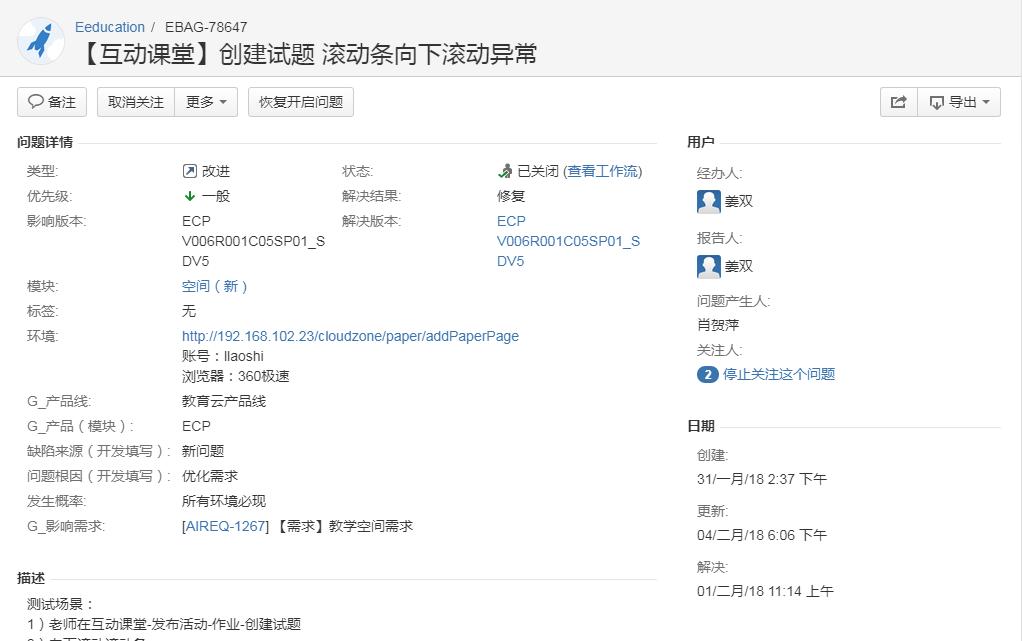 Eeducation / EBAG-78647
【互动课堂】创建试题 滚动条向下滚动异常
备注 取消关注 更多 恢复开启问题 导出
问题详情
类型: 改进 状态: 已关闭 (查看工作流)
优先级: 一般 解决结果: 修复
影响版本: ECP 解决版本: ECP
V006R001C05SP01_S V006R001C05SP01_S
DV5 DV5
模块: 空间（新）
标签: 无
环境: http://192.168.102.23/cloudzone/paper/addPaperPage
账号：llaoshi
浏览器：360极速
G_产品线: 教育云产品线
G_产品（模块）: ECP
缺陷来源（开发填写）: 新问题
问题根因（开发填写）: 优化需求
发生概率: 所有环境必现
G_影响需求: [AIREQ-1267] 【需求】教学空间需求
描述
测试场景：
1）老师在互动课堂-发布活动-作业-创建试题
用户
经办人:
姜双
报告人:
姜双
问题产生人:
肖贺萍
关注人:
2 停止关注这个问题
日期
创建:
31/一月/18 2:37 下午
更新:
04/二月/18 6:06 下午
解决:
01/二月/18 11:14 上午